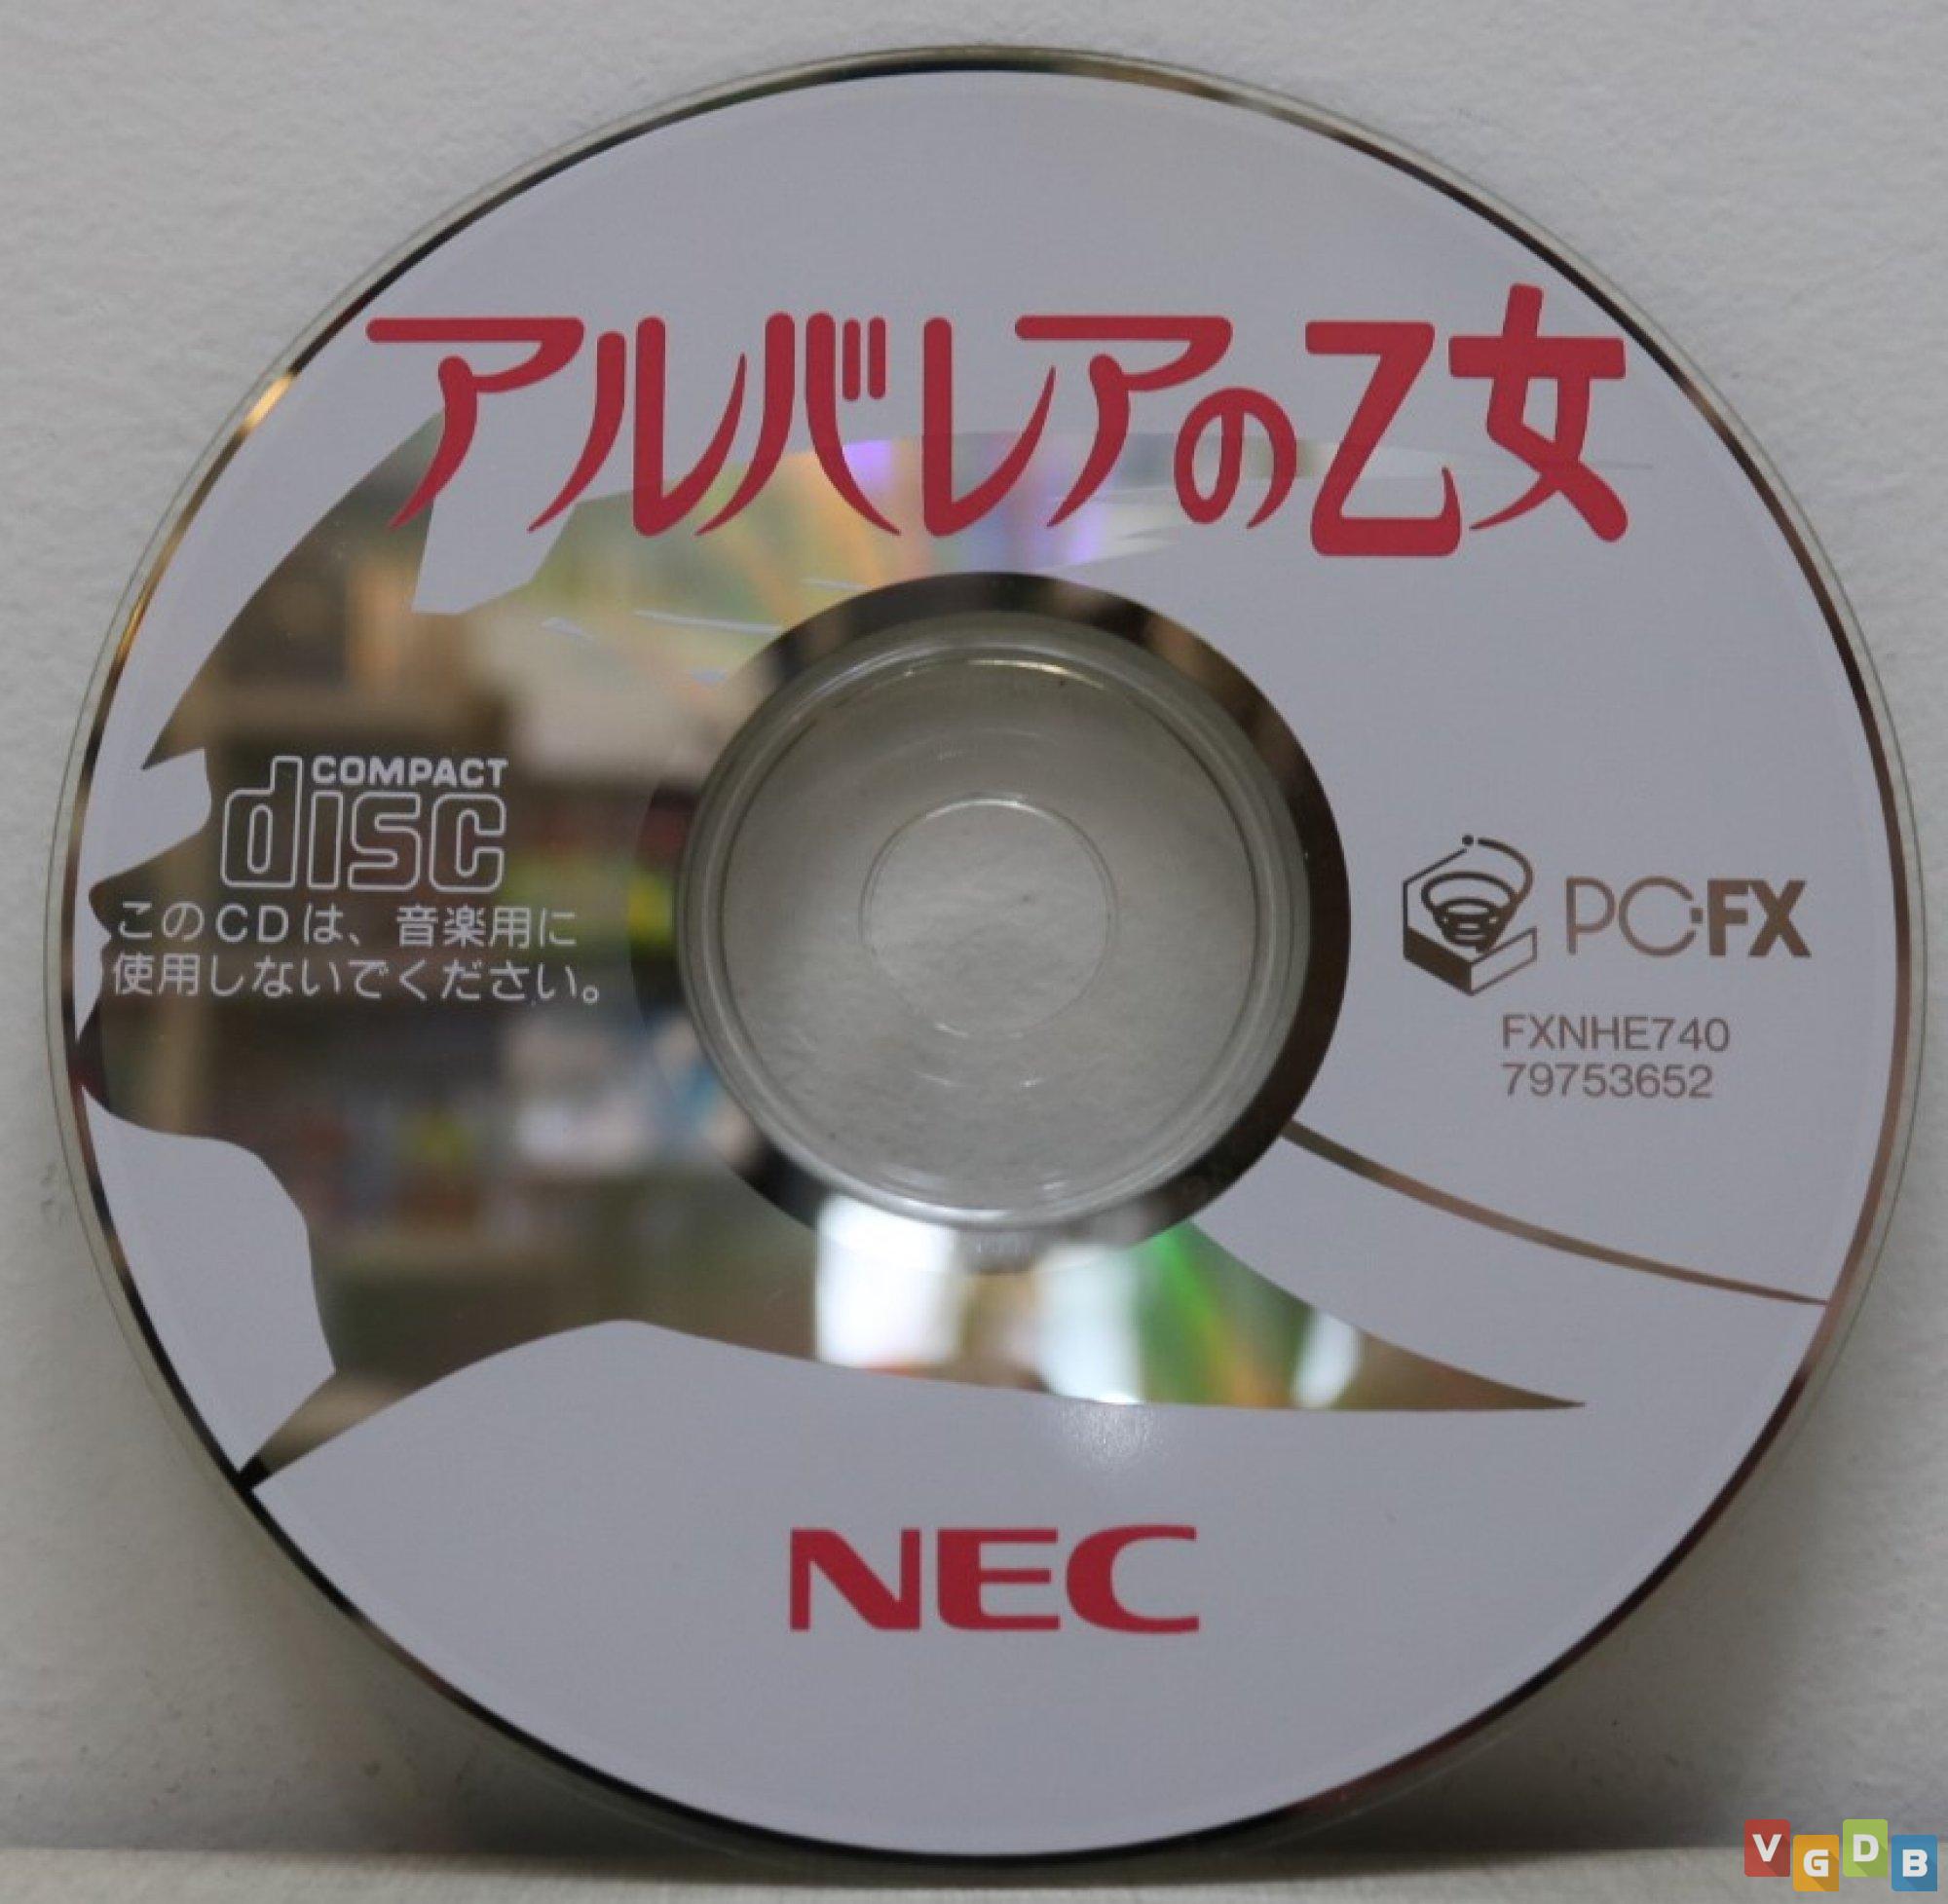 アルバレアの乙女
COMPACT
disc
このCDは、音楽用に
使用しないでください。
PC-FX
FXNHE740
79753652
NEC
VGDB